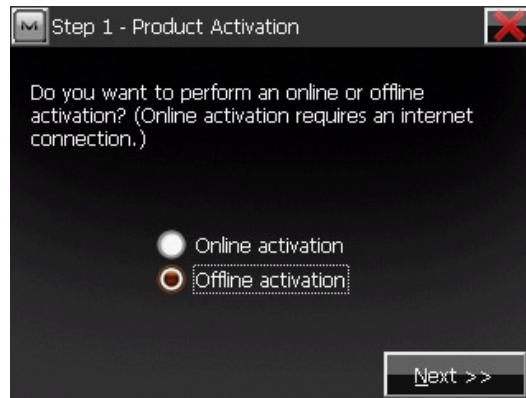 Step 1 - Product Activation
Do you want to perform an online or offline
activation? (Online activation requires an internet
connection.)
Online activation
Offline activation
Next >>